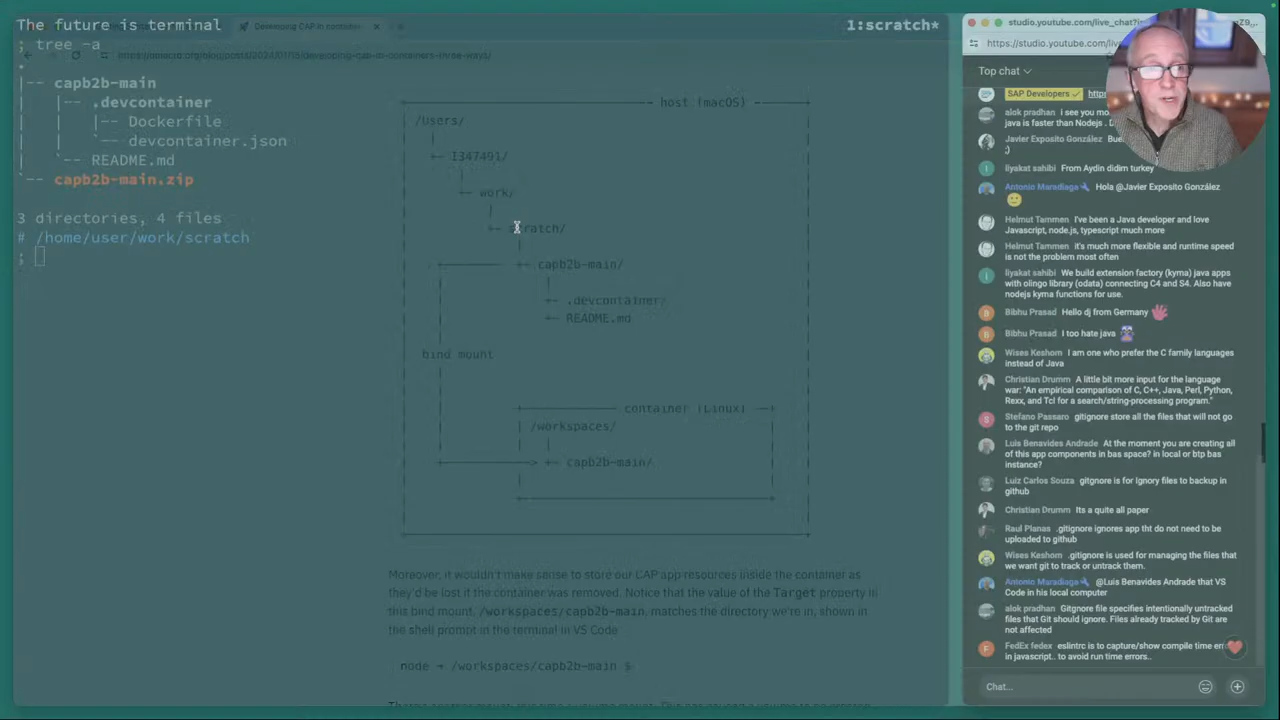 The future is terminal
1:scratch*
; tree -a
.
|-- capb2b-main
|   |-- .devcontainer
|   |   |-- Dockerfile
|   |   `-- devcontainer.json
|   `-- README.md
`-- capb2b-main.zip
3 directories, 4 files
# /home/user/work/scratch
;
Developing CAP in container
host (macOS)
/Users/
I347491/
work/
scratch/
capb2b-main/
.devcontainer/
README.md
bind mount
container (Linux)
/workspaces/
capb2b-main/
Moreover, it wouldn't make sense to store our CAP app resources inside the container as
they'd be lost if the container was removed. Notice that the value of the Target property in
this bind mount, /workspaces/capb2b-main, matches the directory we're in, shown in
the shell prompt in the terminal in VS Code
node → /workspaces/capb2b-main $
studio.youtube.com/live_chat?
https://studio.youtube.com/live
Top chat
SAP Developers
alok pradhan i see you mo
java is faster than Nodejs .
Javier Exposito González
;)
liyakat sahibi From Aydin didim turkey
Antonio Maradiaga Hola @Javier Exposito González
Helmut Tammen I've been a Java developer and love
Javascript, node.js, typescript much more
Helmut Tammen it's much more flexible and runtime speed
is not the problem most often
liyakat sahibi We build extension factory (kyma) java apps
with olingo library (odata) connecting C4 and S4. Also have
nodejs kyma functions for use.
Bibhu Prasad Hello dj from Germany
Bibhu Prasad I too hate java
Wises Keshom I am one who prefer the C family languages
instead of Java
Christian Drumm A little bit more input for the language
war: "An empirical comparison of C, C++, Java, Perl, Python,
Rexx, and Tcl for a search/string-processing program."
Stefano Passaro gitignore store all the files that will not go
to the git repo
Luis Benavides Andrade At the moment you are creating all
of this app components in bas space? in local or btp bas
instance?
Luiz Carlos Souza gitgnore is for Ignory files to backup in
github
Christian Drumm Its a quite all paper
Raul Planas .gitignore ignores app tht do not need to be
uploaded to github
Wises Keshom .gitignore is used for managing the files that
we want git to track or untrack them.
Antonio Maradiaga @Luis Benavides Andrade that VS
Code in his local computer
alok pradhan Gitgnore file specifies intentionally untracked
files that Git should ignore. Files already tracked by Git are
not affected
FedEx fedex eslintrc is to capture/show compile time
in javascript.. to avoid run time errors..
Chat...